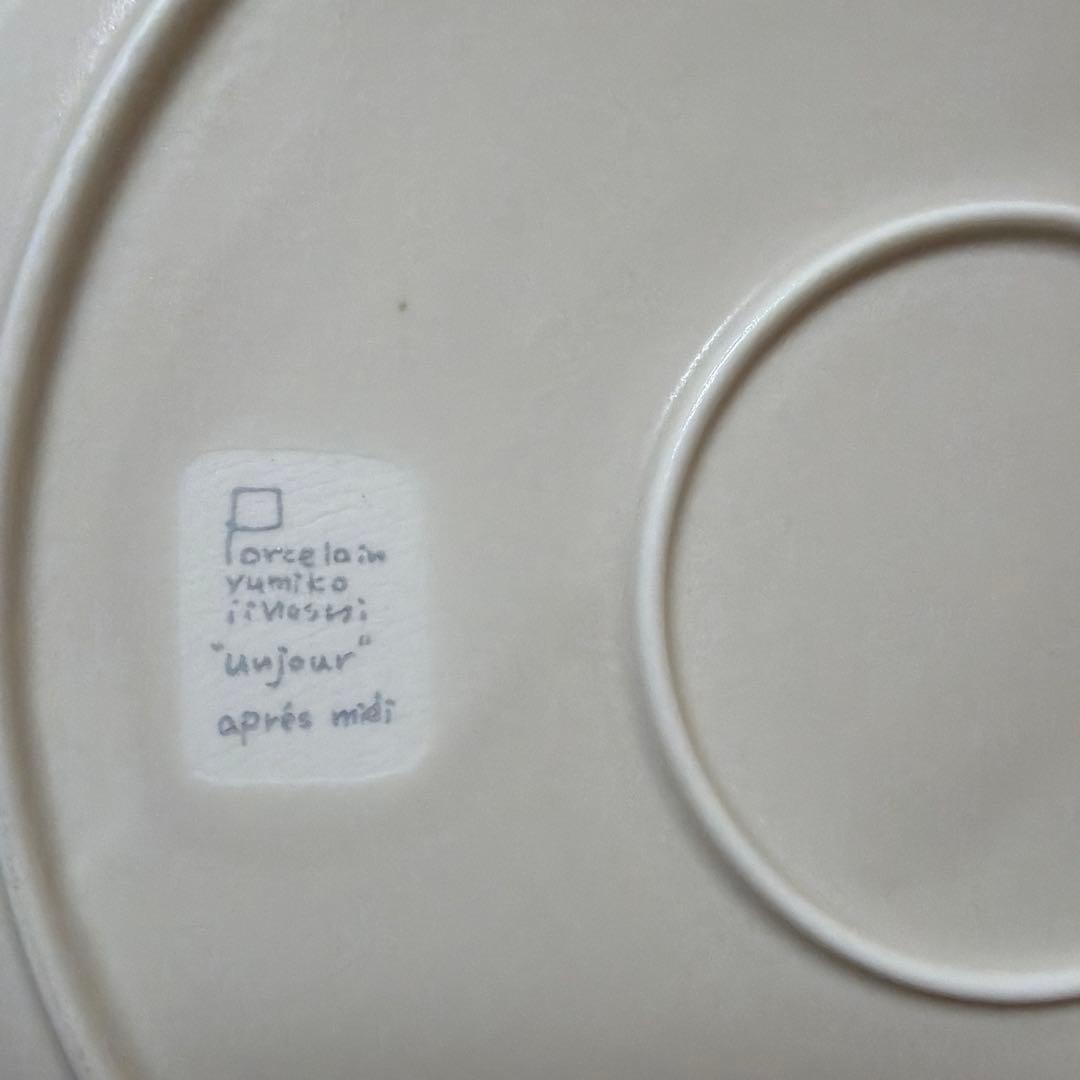 Porcelain
yumiko
iihoshi
"unjour"
aprés midi